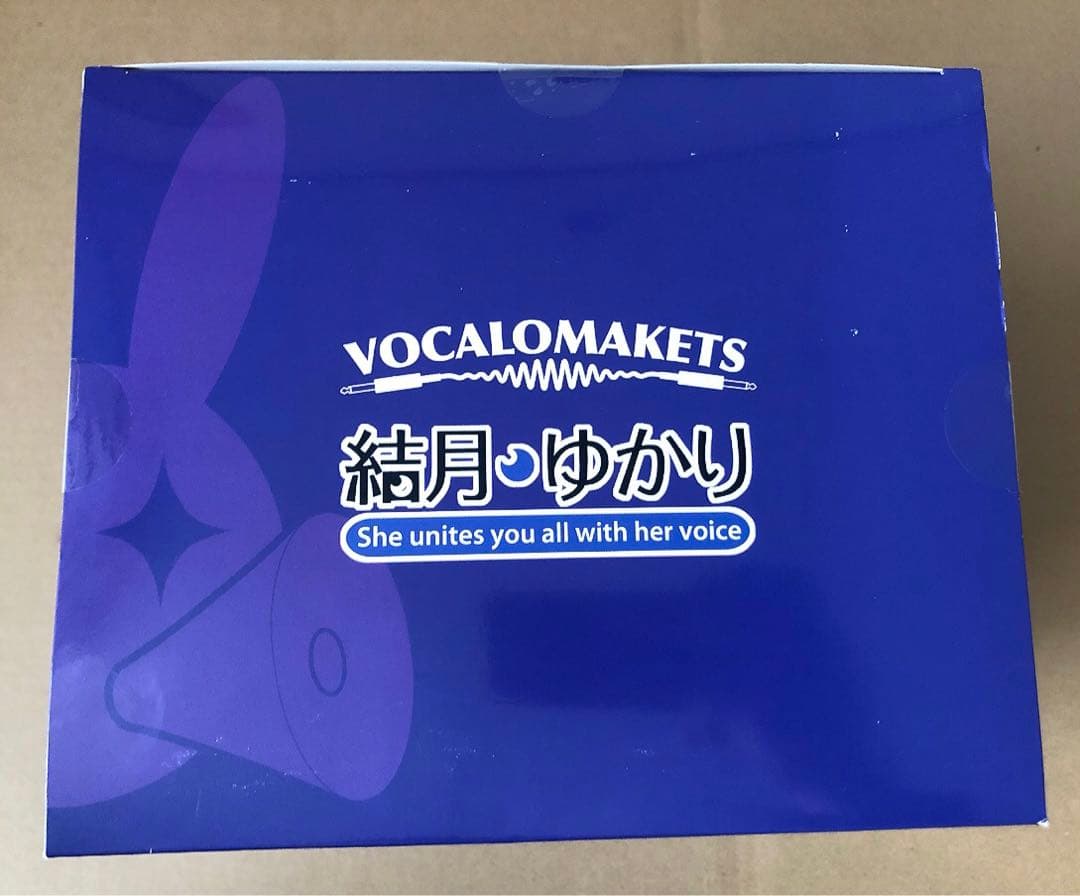 VOCALOMAKETS
結月ゆかり
She unites you all with her voice